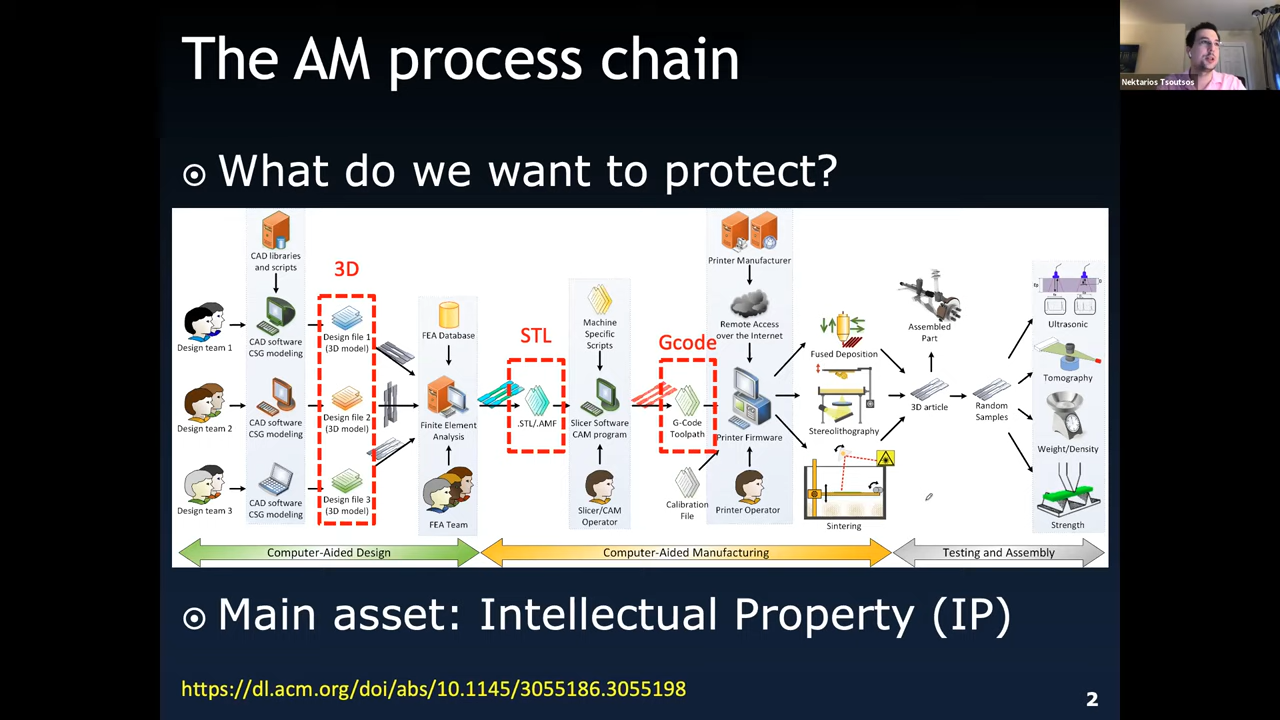 The AM process chain
Nektarios Tsoutsos
What do we want to protect?
CAD libraries
and scripts
Design team 1
CAD software
CSG modeling
3D
Design file 1
(3D model)
Design team 2
CAD software
CSG modeling
Design file 2
(3D model)
Design team 3
CAD software
CSG modeling
Design file 3
(3D model)
FEA Database
Finite Element
Analysis
FEA Team
STL
.STL/.AMF
Machine
Specific
Scripts
Slicer Software
CAM program
Slicer/CAM
Operator
Gcode
G-Code
Toolpath
Calibration
File
Printer Manufacturer
Remote Access
over the Internet
Printer Firmware
Printer Operator
Fused Deposition
Stereolithography
Sintering
Assembled
Part
3D article
Random
Samples
Ultrasonic
Tomography
Weight/Density
Strength
Computer-Aided Design
Computer-Aided Manufacturing
Testing and Assembly
Main asset: Intellectual Property (IP)
https://dl.acm.org/doi/abs/10.1145/3055186.3055198
2